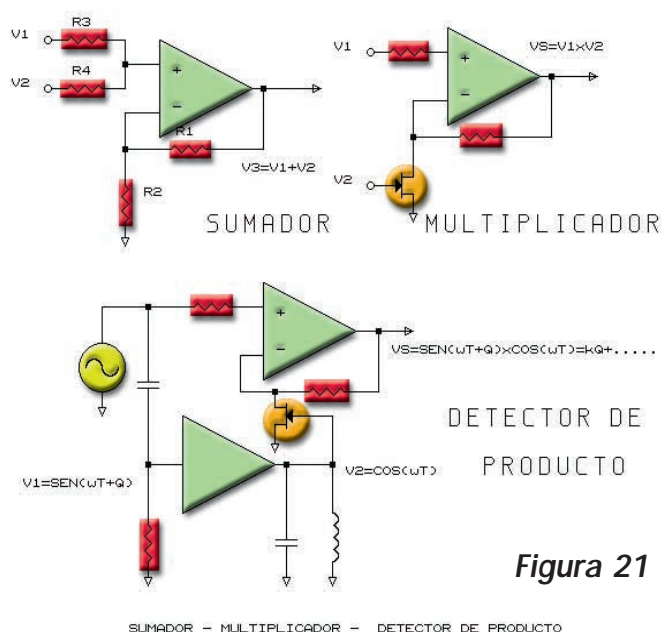 V1
R3
V2
R4
+
−
R1
V3=V1+V2
R2
SUMADOR
V1
VS=V1xV2
+
−
V2
MULTIPLICADOR
+
−
VS=SEN(ωT+Q)xCOS(ωT)=KQ+.....
DETECTOR DE
PRODUCTO
V1=SEN(ωT+Q)
V2=COS(ωT)
Figura 21
SUMADOR − MULTIPLICADOR − DETECTOR DE PRODUCTO